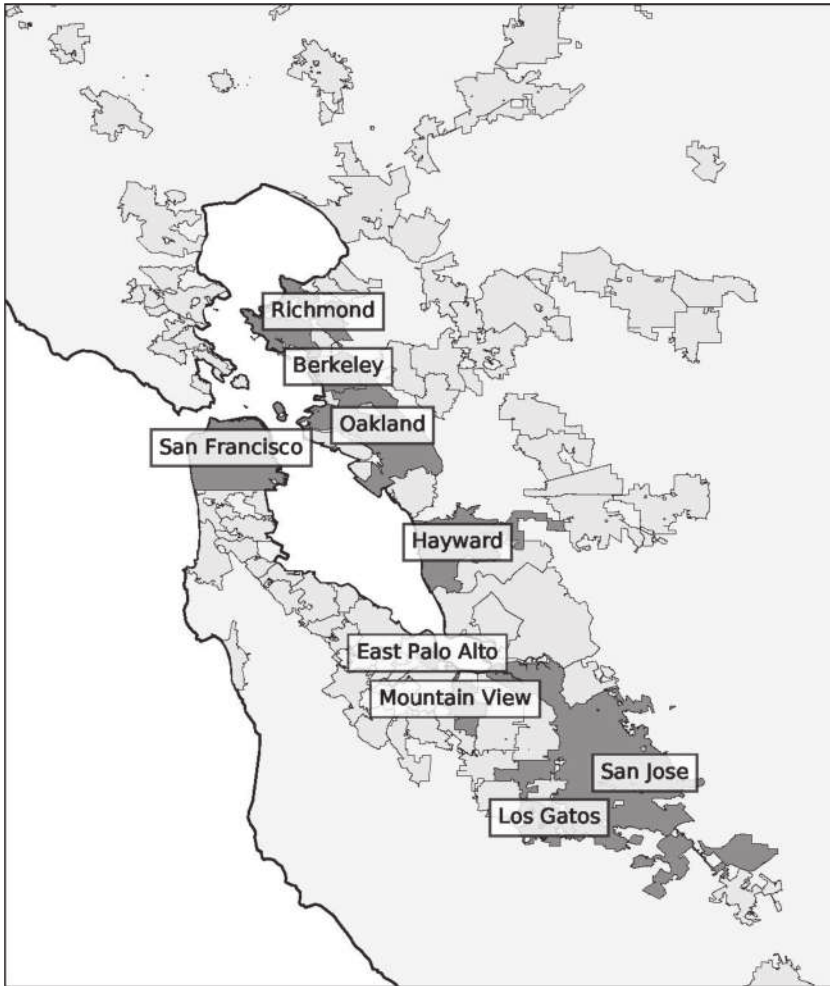 Richmond
Berkeley
Oakland
San Francisco
Hayward
East Palo Alto
Mountain View
San Jose
Los Gatos